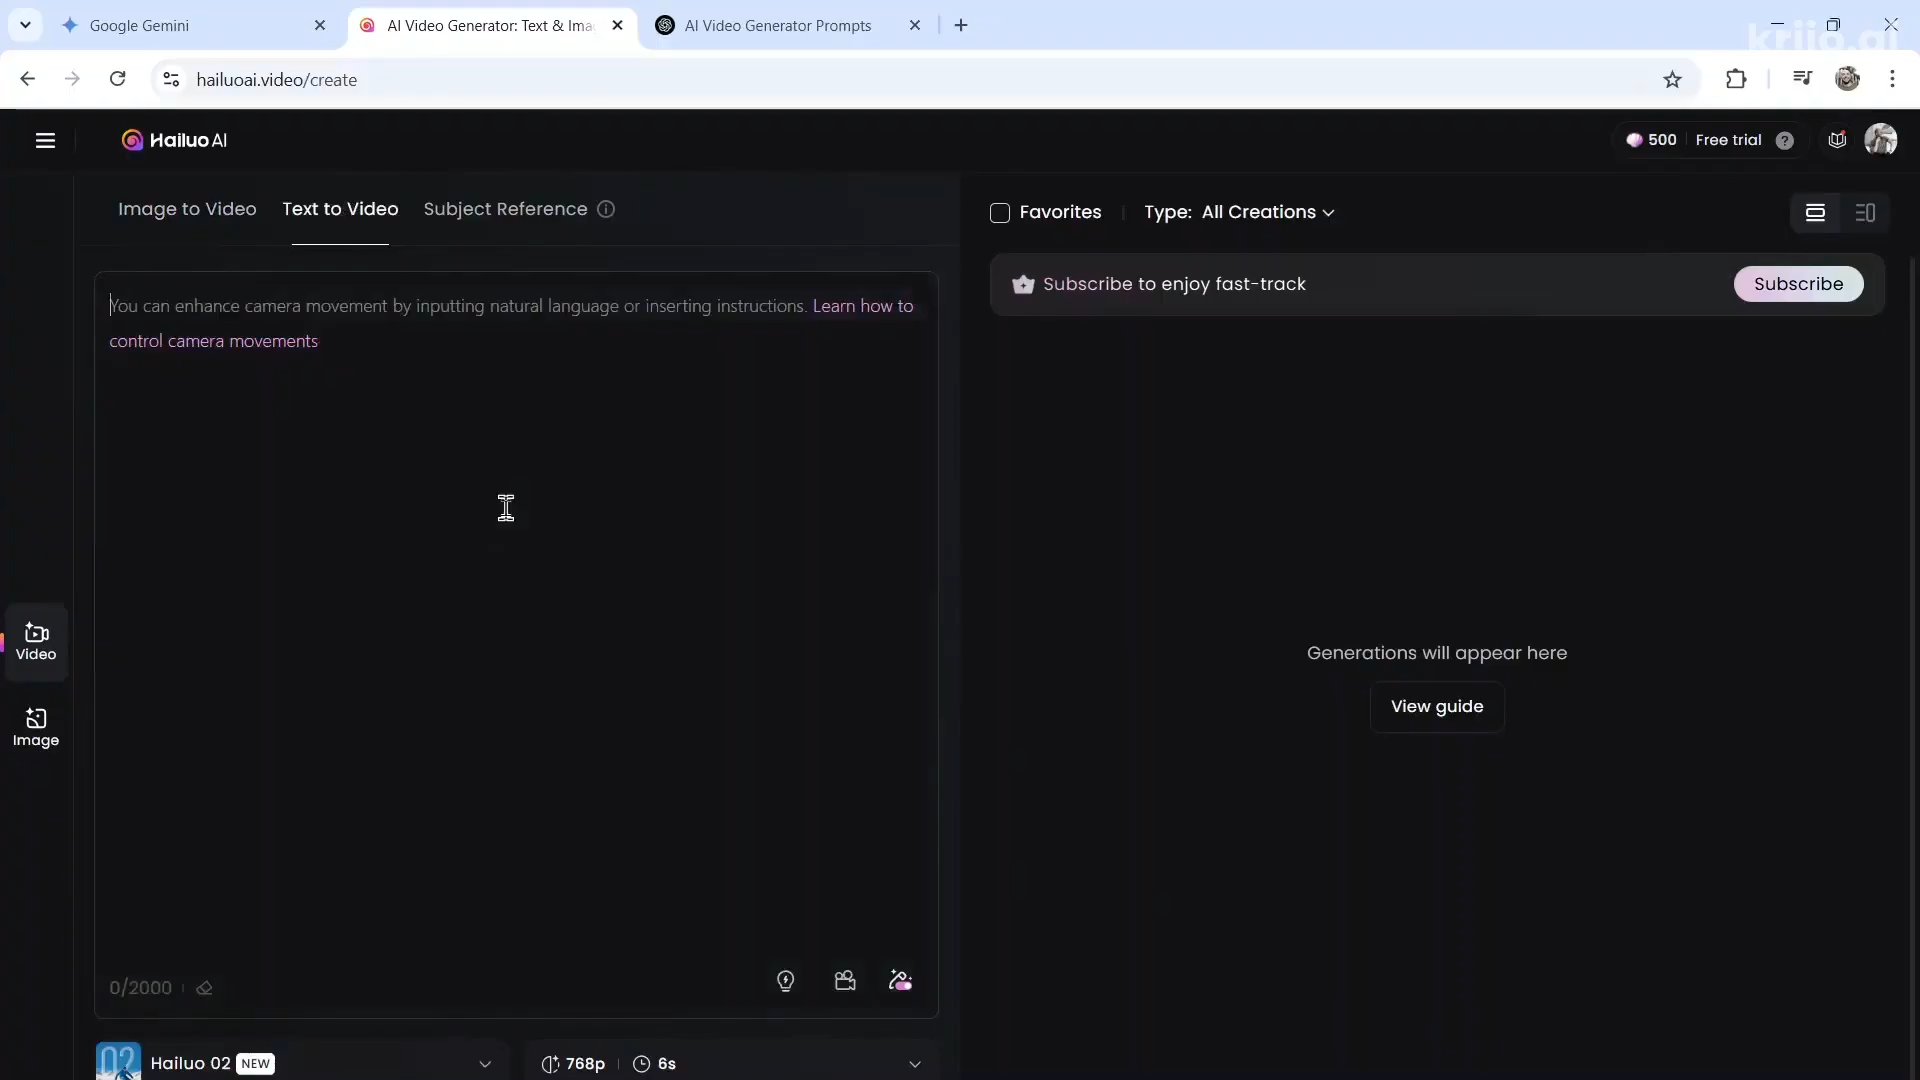 Google Gemini
AI Video Generator: Text & Ima
AI Video Generator Prompts
kriio.ai
hailuoai.video/create
Hailuo AI
500
Free trial
?
Image to Video
Text to Video
Subject Reference
Favorites
Type: All Creations
Subscribe to enjoy fast-track
Subscribe
You can enhance camera movement by inputting natural language or inserting instructions. Learn how to
control camera movements
Video
Image
Generations will appear here
View guide
0/2000
02
Hailuo 02
NEW
768p
6s